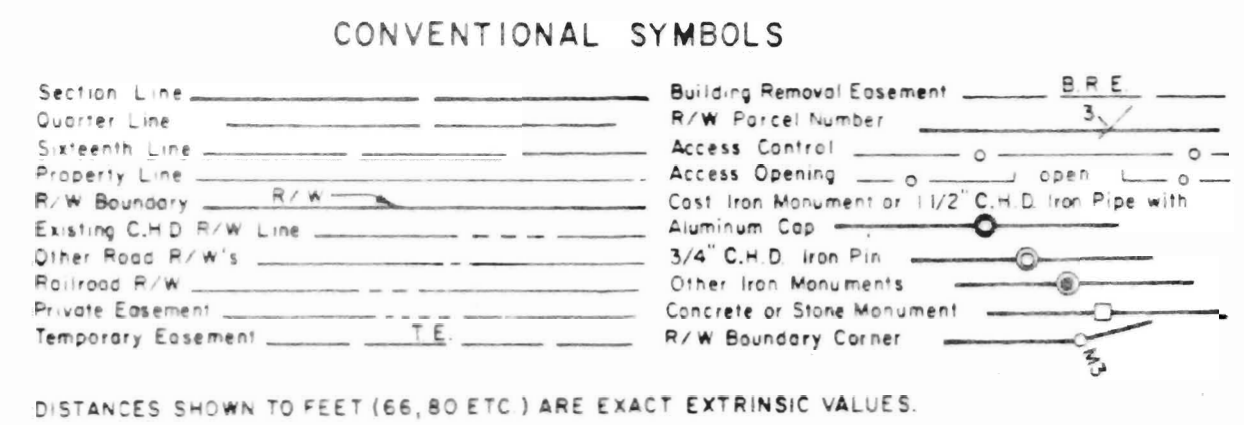 CONVENTIONAL SYMBOLS
Section Line
Quarter Line
Sixteenth Line
Property Line
R/W Boundary R/W
Existing C.H.D R/W Line
Other Road R/W's
Railroad R/W
Private Easement
Temporary Easement T.E.
Building Removal Easement B.R.E.
R/W Parcel Number 3
Access Control
Access Opening open
Cast Iron Monument or 1 1/2" C.H.D. Iron Pipe with
Aluminum Cap
3/4" C.H.D. Iron Pin
Other Iron Monuments
Concrete or Stone Monument
R/W Boundary Corner M3
DISTANCES SHOWN TO FEET (66, 80 ETC.) ARE EXACT EXTRINSIC VALUES.